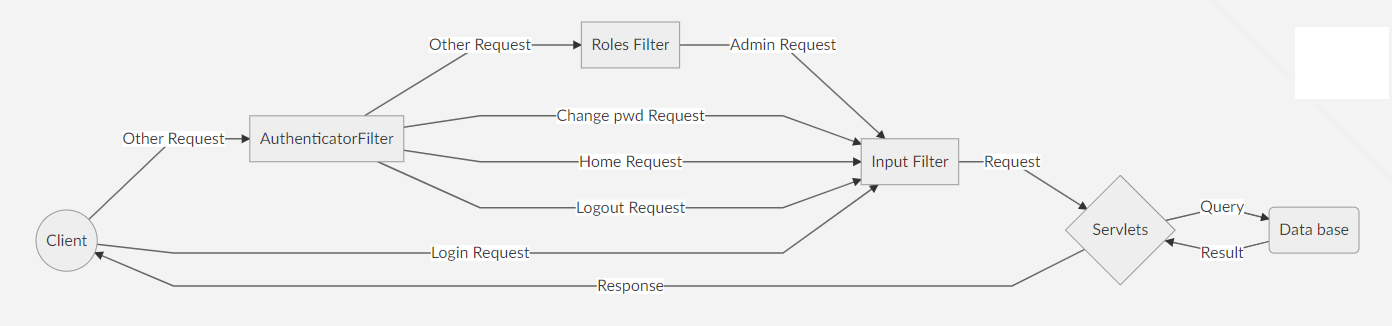 Other Request
Roles Filter
Admin Request
Change pwd Request
Other Request
AuthenticatorFilter
Home Request
Input Filter
Request
Logout Request
Query
Servlets
Data base
Client
Login Request
Result
Response